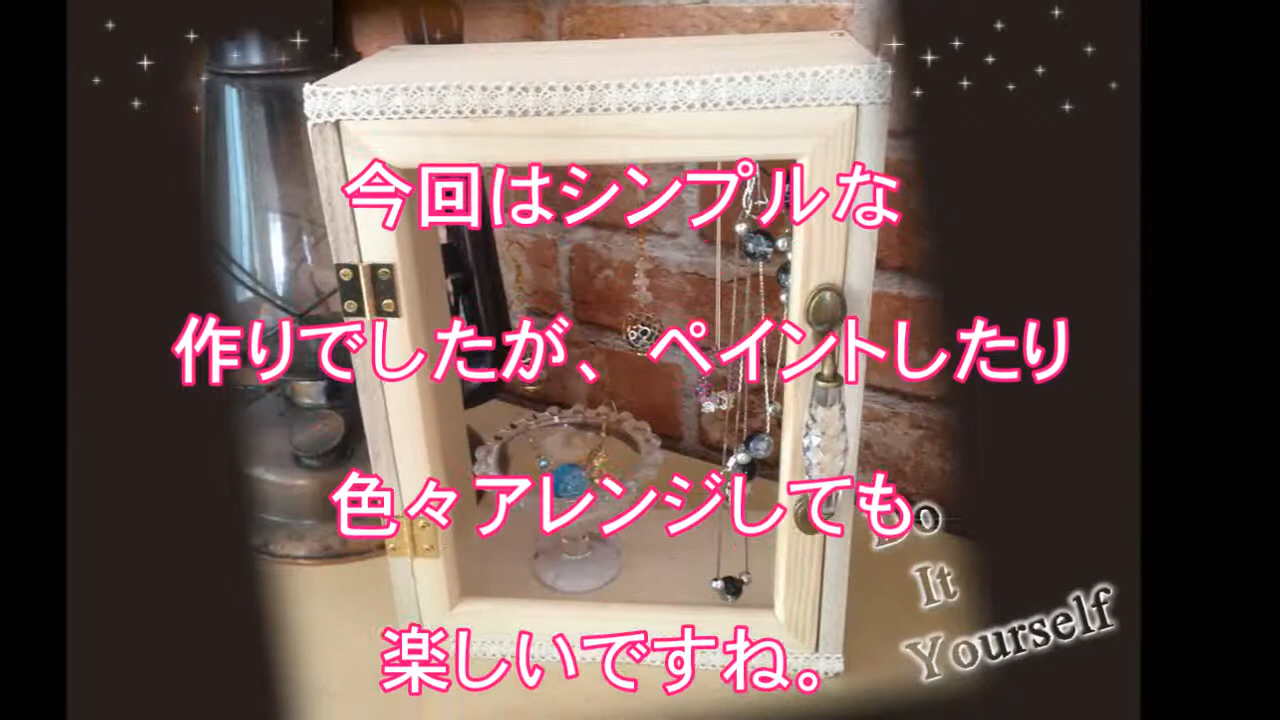 今回はシンプルな
作りでしたが、ペイントしたり
色々アレンジしても
楽しいですね。
Do
It
Yourself